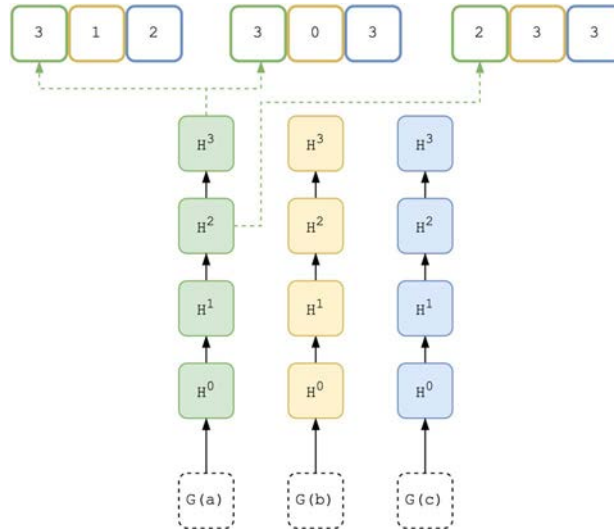 3 1 2 3 0 3 2 3 3
H³ H³ H³
H² H² H²
H¹ H¹ H¹
H⁰ H⁰ H⁰
G(a) G(b) G(c)